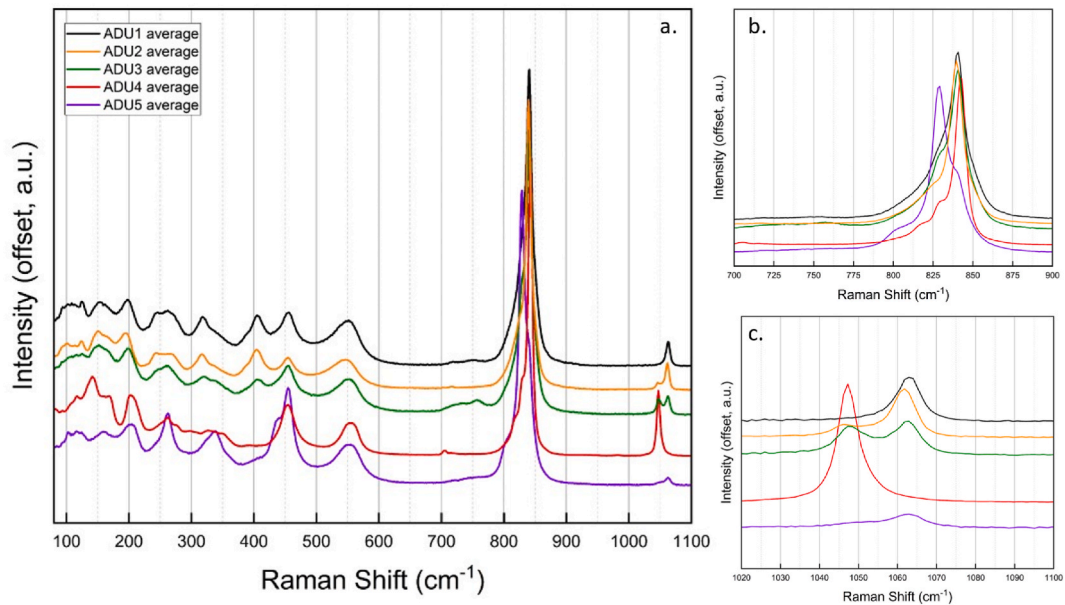 a.
ADU1 average
ADU2 average
ADU3 average
ADU4 average
ADU5 average
Intensity (offset, a.u.)
100 200 300 400 500 600 700 800 900 1000 1100
Raman Shift (cm⁻¹)
b.
Intensity (offset, a.u.)
700 725 750 775 800 825 850 875 900
Raman Shift (cm⁻¹)
c.
Intensity (offset, a.u.)
1020 1030 1040 1050 1060 1070 1080 1090 1100
Raman Shift (cm⁻¹)